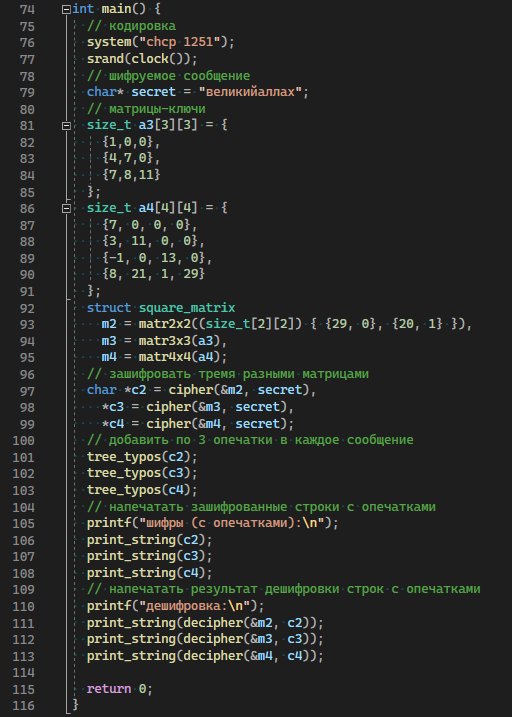 74 int main() {
75 // кодировка
76 system("chcp 1251");
77 srand(clock());
78 // шифруемое сообщение
79 char* secret = "великийаллах";
80 // матрицы-ключи
81 size_t a3[3][3] = {
82 {1,0,0},
83 {4,7,0},
84 {7,8,11}
85 };
86 size_t a4[4][4] = {
87 {7, 0, 0, 0},
88 {3, 11, 0, 0},
89 {-1, 0, 13, 0},
90 {8, 21, 1, 29}
91 };
92 struct square_matrix
93 m2 = matr2x2((size_t[2][2]) { {29, 0}, {20, 1} }),
94 m3 = matr3x3(a3),
95 m4 = matr4x4(a4);
96 // зашифровать тремя разными матрицами
97 char *c2 = cipher(&m2, secret),
98 *c3 = cipher(&m3, secret),
99 *c4 = cipher(&m4, secret);
100 // добавить по 3 опечатки в каждое сообщение
101 tree_typos(c2);
102 tree_typos(c3);
103 tree_typos(c4);
104 // напечатать зашифрованные строки с опечатками
105 printf("шифры (с опечатками):\n");
106 print_string(c2);
107 print_string(c3);
108 print_string(c4);
109 // напечатать результат дешифровки строк с опечатками
110 printf("дешифровка:\n");
111 print_string(decipher(&m2, c2));
112 print_string(decipher(&m3, c3));
113 print_string(decipher(&m4, c4));
114
115 return 0;
116 }